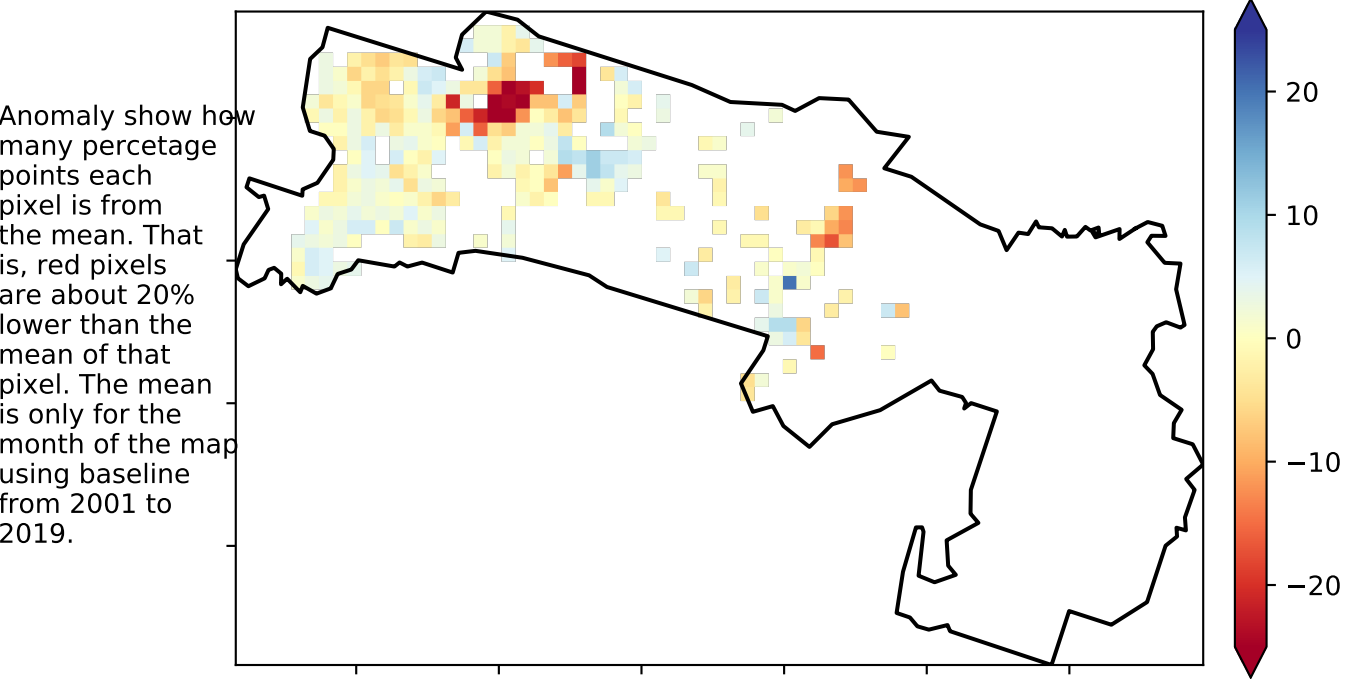 Anomaly show how
many percetage
points each
pixel is from
the mean. That
is, red pixels
are about 20%
lower than the
mean of that
pixel. The mean
is only for the
month of the map
using baseline
from 2001 to
2019.
20
10
0
−10
−20